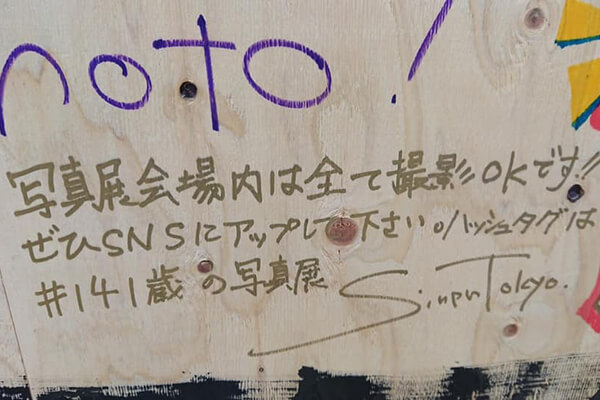 noto!
写真展会場内は全て撮影OKです!!
ぜひSNSにアップして下さい。ハッシュタグは
#141歳の写真展 SinpnTokyo.